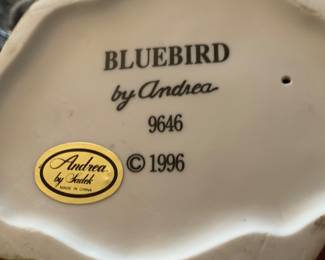 BLUEBIRD
by Andrea
9646
© 1996
Andrea
by Sadek
MADE IN CHINA